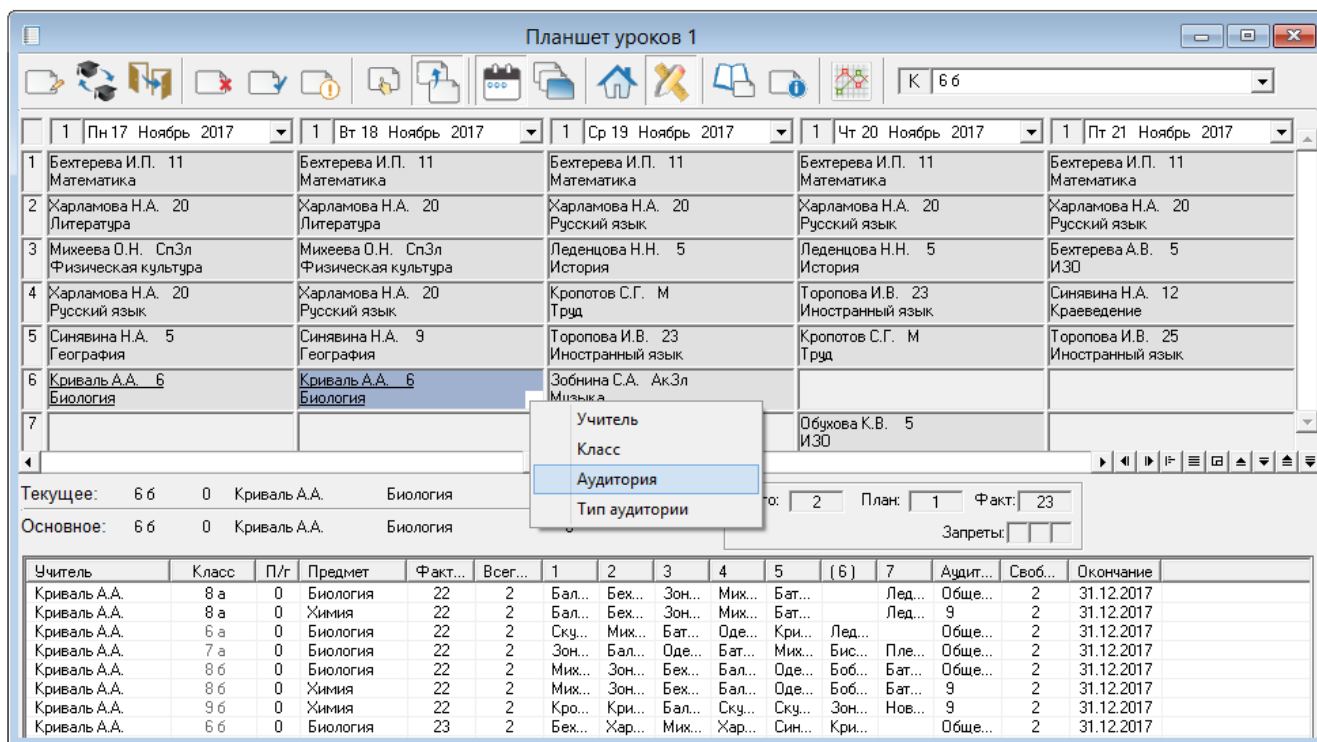 Планшет уроков 1
К 6 б
1 Пн 17 Ноябрь 2017 1 Вт 18 Ноябрь 2017 1 Ср 19 Ноябрь 2017 1 Чт 20 Ноябрь 2017 1 Пт 21 Ноябрь 2017
1 Бехтерева И.П. 11 Бехтерева И.П. 11 Бехтерева И.П. 11 Бехтерева И.П. 11 Бехтерева И.П. 11
Математика Математика Математика Математика Математика
2 Харламова Н.А. 20 Харламова Н.А. 20 Харламова Н.А. 20 Харламова Н.А. 20 Харламова Н.А. 20
Литература Литература Русский язык Русский язык Русский язык
3 Михеева О.Н. СпЗл Михеева О.Н. СпЗл Леденцова Н.Н. 5 Леденцова Н.Н. 5 Бехтерева А.В. 5
Физическая культура Физическая культура История История ИЗО
4 Харламова Н.А. 20 Харламова Н.А. 20 Кропотов С.Г. М Торопова И.В. 23 Синявина Н.А. 12
Русский язык Русский язык Труд Иностранный язык Краеведение
5 Синявина Н.А. 5 Синявина Н.А. 9 Торопова И.В. 23 Кропотов С.Г. М Торопова И.В. 25
География География Иностранный язык Труд Иностранный язык
6 Криваль А.А. 6 Криваль А.А. 6 Зобнина С.А. АкЗл
Биология Биология Музыка
7 Обухова К.В. 5
ИЗО
Учитель
Класс
Аудитория
Тип аудитории
Текущее: 6 б 0 Криваль А.А. Биология 2 План: 1 Факт: 23
Основное: 6 б 0 Криваль А.А. Биология Запреты:
Учитель Класс П/г Предмет Факт... Всег... 1 2 3 4 5 ( 6 ) 7 Аудит... Своб... Окончание
Криваль А.А. 8 а 0 Биология 22 2 Бал... Бех... Зон... Мих... Бат... Лед... Обще... 2 31.12.2017
Криваль А.А. 8 а 0 Химия 22 2 Бал... Бех... Зон... Мих... Бат... Лед... 9 2 31.12.2017
Криваль А.А. 6 а 0 Биология 22 2 Ску... Мих... Бат... Оде... Кри... Лед... Обще... 2 31.12.2017
Криваль А.А. 7 а 0 Биология 22 2 Зон... Бал... Оде... Бат... Мих... Бис... Пле... Обще... 2 31.12.2017
Криваль А.А. 8 б 0 Биология 22 2 Мих... Зон... Бех... Бал... Оде... Боб... Бат... Обще... 2 31.12.2017
Криваль А.А. 8 б 0 Химия 22 2 Мих... Зон... Бех... Бал... Оде... Боб... Бат... 9 2 31.12.2017
Криваль А.А. 9 б 0 Химия 22 2 Кро... Кри... Бал... Ску... Ску... Зон... Нов... 9 2 31.12.2017
Криваль А.А. 6 б 0 Биология 23 2 Бех... Хар... Мих... Хар... Син... Кри... Обще... 2 31.12.2017